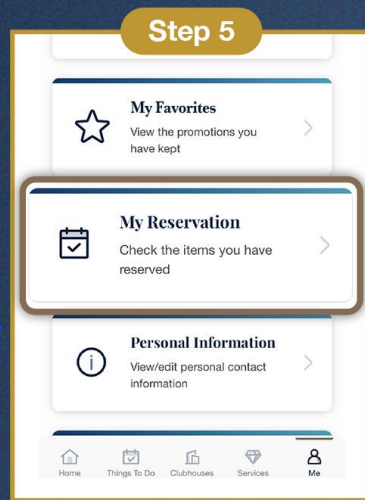 Step 5
My Favorites
View the promotions you
have kept
My Reservation
Check the items you have
reserved
Personal Information
View/edit personal contact
information
Home Things To Do Clubhouses Services Me